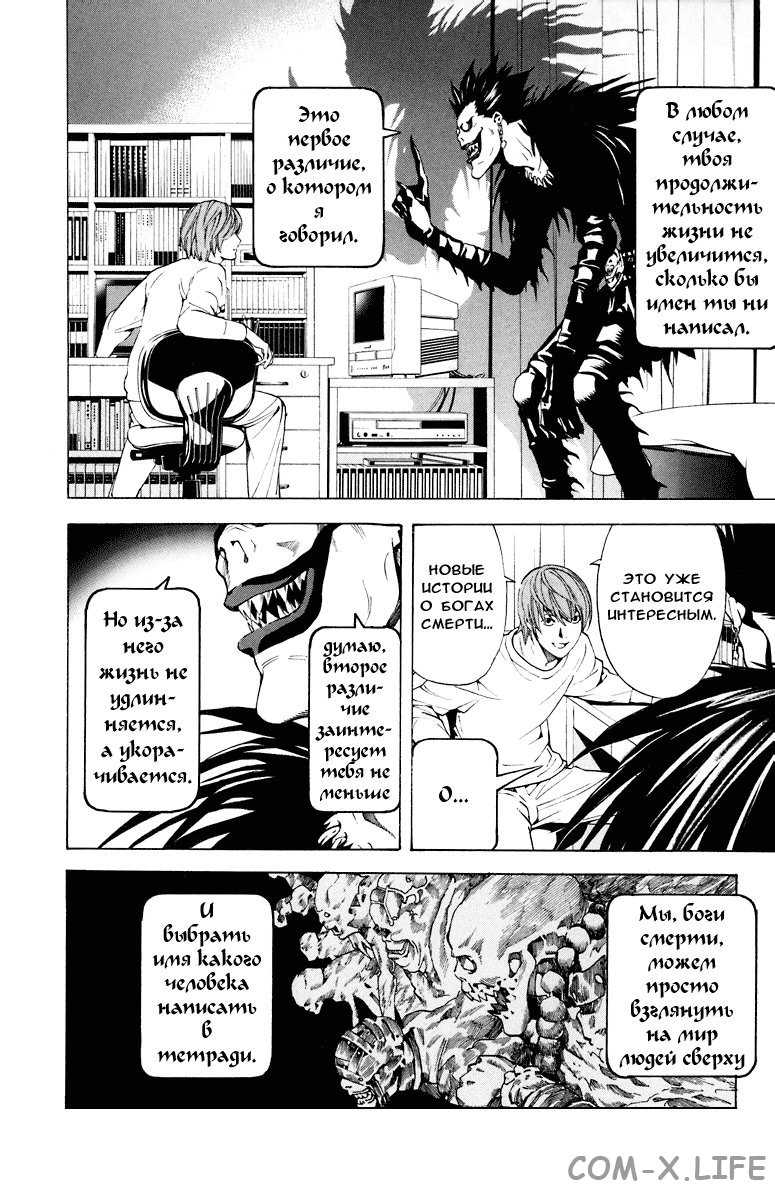 В любом
случае,
твоя
продолжи-
тельность
жизни не
увеличится,
сколько бы
имен ты ни
написал.
Это
первое
различие,
о котором
я
говорил.
ЭТО УЖЕ
СТАНОВИТСЯ
ИНТЕРЕСНЫМ.
НОВЫЕ
ИСТОРИИ
О БОГАХ
СМЕРТИ...
О...
думаю,
второе
разли-
чие
заинте-
ресует
тебя не
меньше
Но из-за
него
жизнь не
удлин-
няется,
а укора-
чивается.
Мы, боги
смерти,
можем
просто
взглянуть
на мир
людей сверху
И
выбрать
имя какого
человека
написать
в
тетради.
COM-X.LIFE